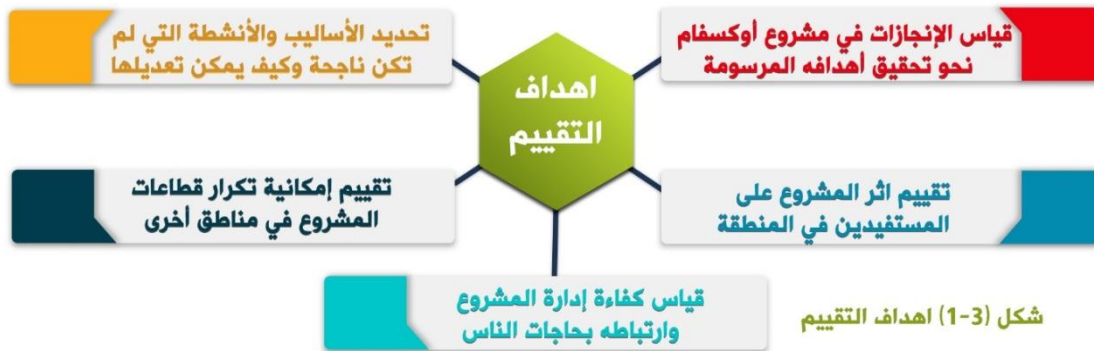 اهداف
التقييم
قياس الإنجازات في مشروع أوكسفام
نحو تحقيق أهدافه المرسومة
تحديد الأساليب والأنشطة التي لم
تكن ناجحة وكيف يمكن تعديلها
تقييم اثر المشروع على
المستفيدين في المنطقة
تقييم إمكانية تكرار قطاعات
المشروع في مناطق أخرى
قياس كفاءة إدارة المشروع
وارتباطه بحاجات الناس
شكل (3-1) اهداف التقييم